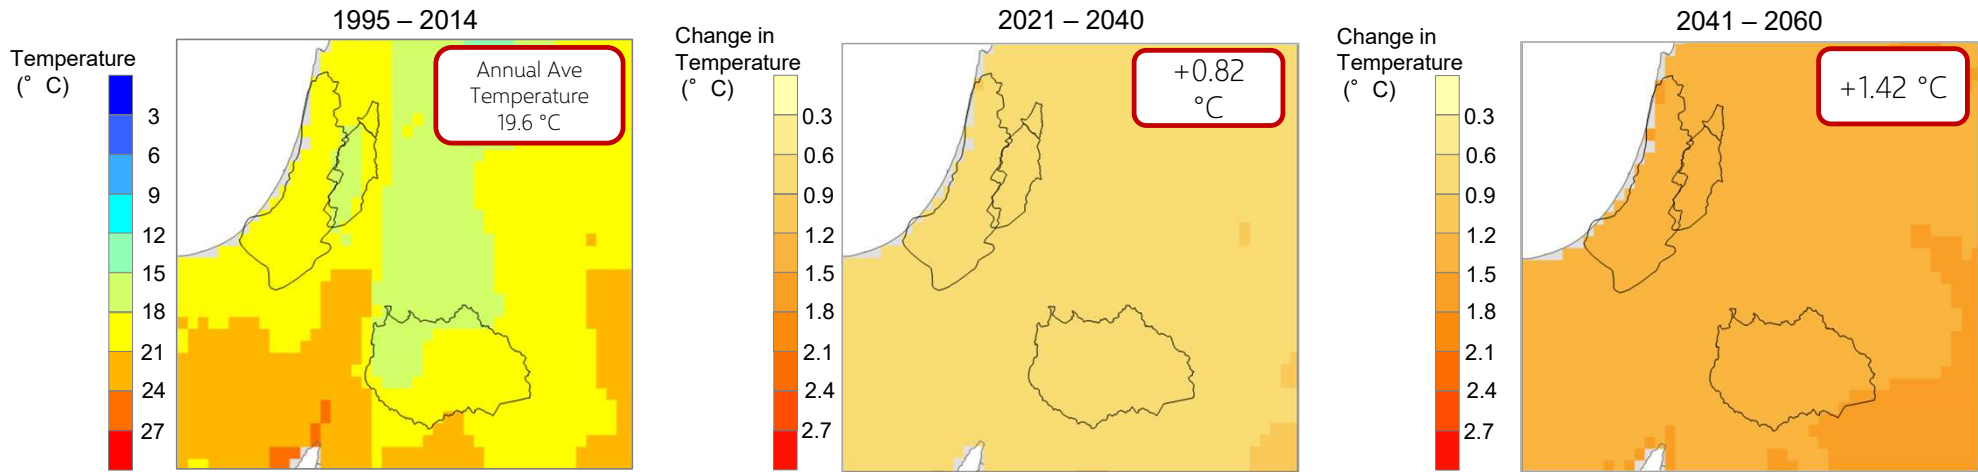 1995 – 2014
Temperature
(° C)
3
6
9
12
15
18
21
24
27
Annual Ave
Temperature
19.6 °C
2021 – 2040
Change in
Temperature
(° C)
0.3
0.6
0.9
1.2
1.5
1.8
2.1
2.4
2.7
+0.82
°C
2041 – 2060
Change in
Temperature
(° C)
0.3
0.6
0.9
1.2
1.5
1.8
2.1
2.4
2.7
+1.42 °C